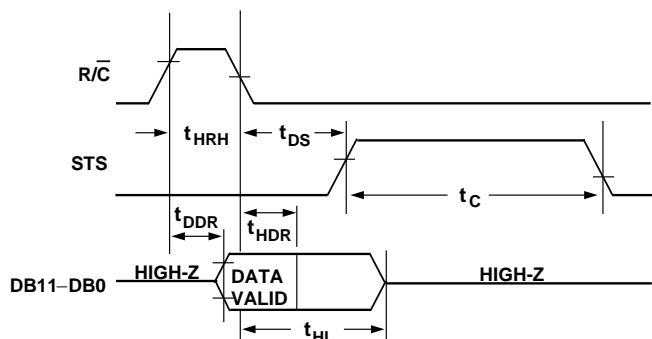 R/C̅
t_HRH
t_DS
STS
t_C
t_DDR
t_HDR
DB11–DB0
HIGH-Z
DATA
VALID
HIGH-Z
t_HL